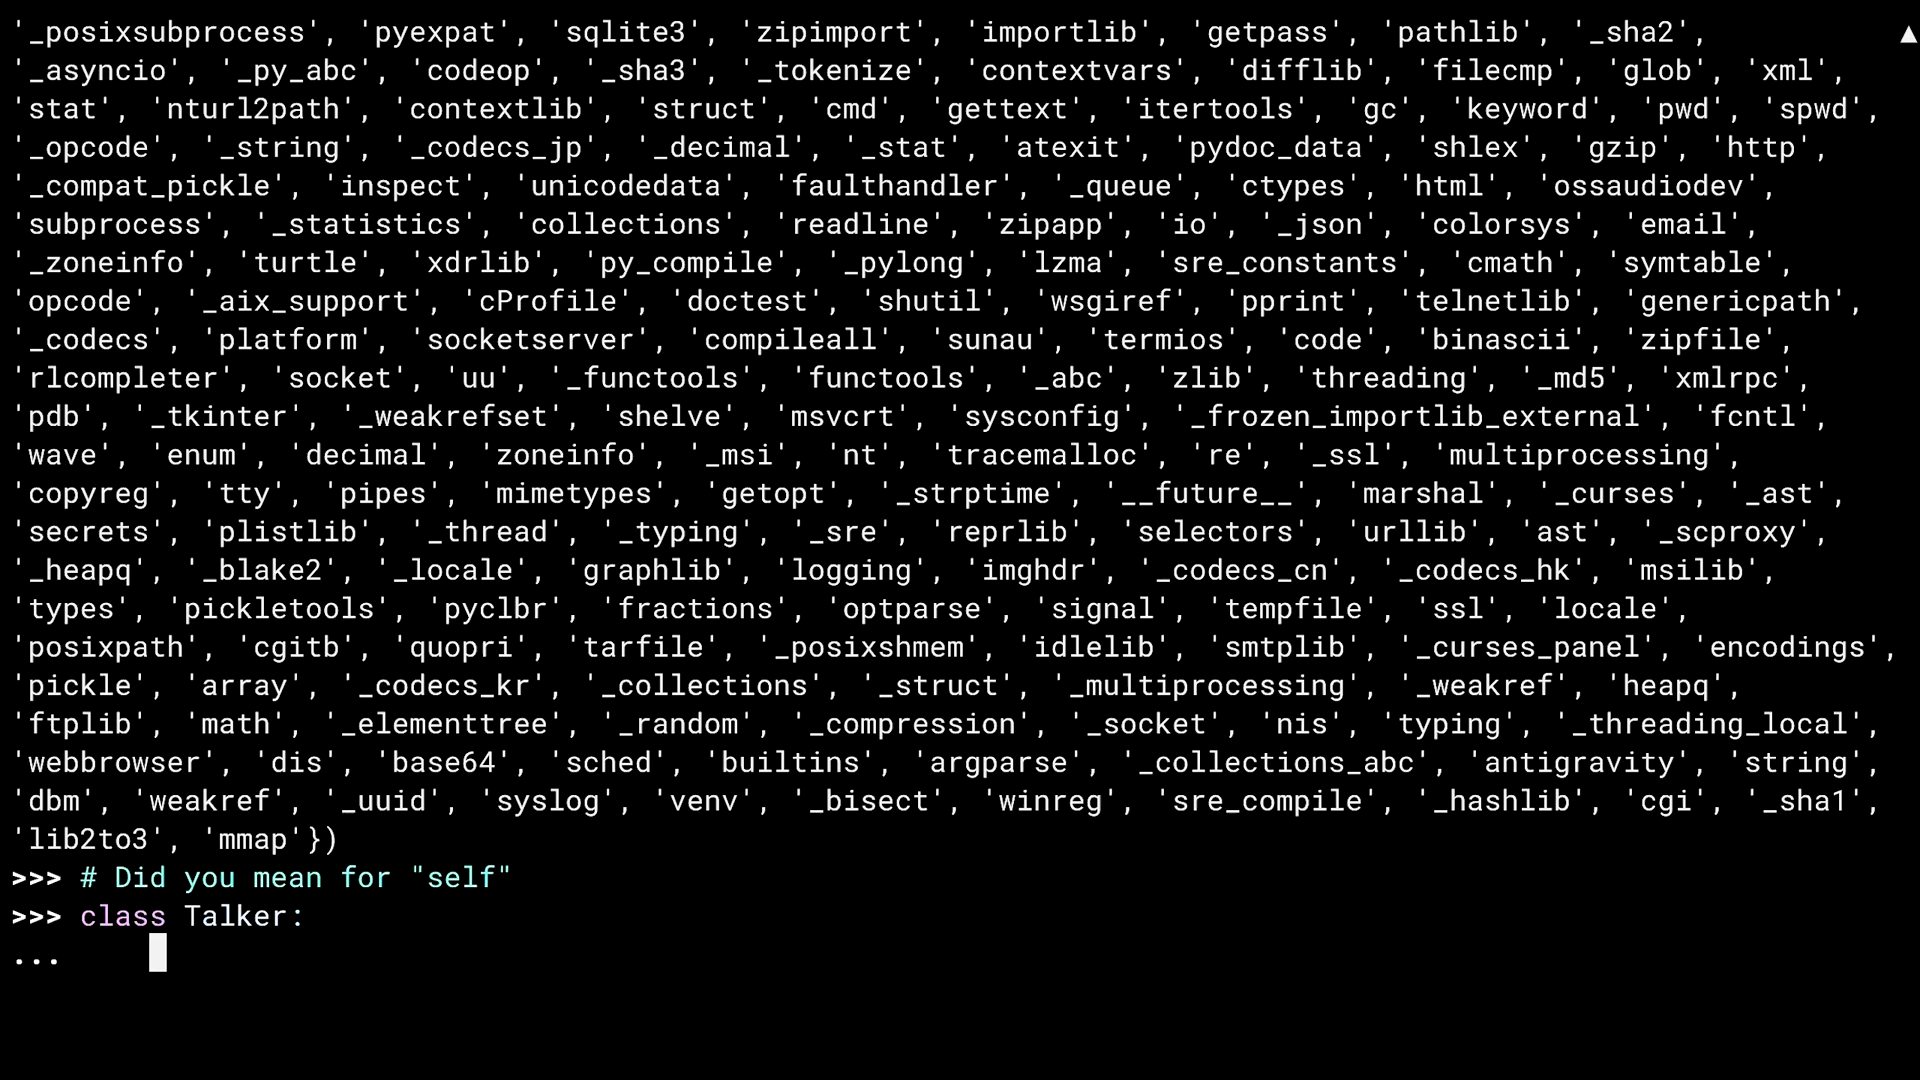 '_posixsubprocess', 'pyexpat', 'sqlite3', 'zipimport', 'importlib', 'getpass', 'pathlib', '_sha2',
'_asyncio', '_py_abc', 'codeop', '_sha3', '_tokenize', 'contextvars', 'difflib', 'filecmp', 'glob', 'xml',
'stat', 'nturl2path', 'contextlib', 'struct', 'cmd', 'gettext', 'itertools', 'gc', 'keyword', 'pwd', 'spwd',
'_opcode', '_string', '_codecs_jp', '_decimal', '_stat', 'atexit', 'pydoc_data', 'shlex', 'gzip', 'http',
'_compat_pickle', 'inspect', 'unicodedata', 'faulthandler', '_queue', 'ctypes', 'html', 'ossaudiodev',
'subprocess', '_statistics', 'collections', 'readline', 'zipapp', 'io', '_json', 'colorsys', 'email',
'_zoneinfo', 'turtle', 'xdrlib', 'py_compile', '_pylong', 'lzma', 'sre_constants', 'cmath', 'symtable',
'opcode', '_aix_support', 'cProfile', 'doctest', 'shutil', 'wsgiref', 'pprint', 'telnetlib', 'genericpath',
'_codecs', 'platform', 'socketserver', 'compileall', 'sunau', 'termios', 'code', 'binascii', 'zipfile',
'rlcompleter', 'socket', 'uu', '_functools', 'functools', '_abc', 'zlib', 'threading', '_md5', 'xmlrpc',
'pdb', '_tkinter', '_weakrefset', 'shelve', 'msvcrt', 'sysconfig', '_frozen_importlib_external', 'fcntl',
'wave', 'enum', 'decimal', 'zoneinfo', '_msi', 'nt', 'tracemalloc', 're', '_ssl', 'multiprocessing',
'copyreg', 'tty', 'pipes', 'mimetypes', 'getopt', '_strptime', '__future__', 'marshal', '_curses', '_ast',
'secrets', 'plistlib', '_thread', '_typing', '_sre', 'reprlib', 'selectors', 'urllib', 'ast', '_scproxy',
'_heapq', '_blake2', '_locale', 'graphlib', 'logging', 'imghdr', '_codecs_cn', '_codecs_hk', 'msilib',
'types', 'pickletools', 'pyclbr', 'fractions', 'optparse', 'signal', 'tempfile', 'ssl', 'locale',
'posixpath', 'cgitb', 'quopri', 'tarfile', '_posixshmem', 'idlelib', 'smtplib', '_curses_panel', 'encodings',
'pickle', 'array', '_codecs_kr', '_collections', '_struct', '_multiprocessing', '_weakref', 'heapq',
'ftplib', 'math', '_elementtree', '_random', '_compression', '_socket', 'nis', 'typing', '_threading_local',
'webbrowser', 'dis', 'base64', 'sched', 'builtins', 'argparse', '_collections_abc', 'antigravity', 'string',
'dbm', 'weakref', '_uuid', 'syslog', 'venv', '_bisect', 'winreg', 'sre_compile', '_hashlib', 'cgi', '_sha1',
'lib2to3', 'mmap'})
>>> # Did you mean for "self"
>>> class Talker:
...